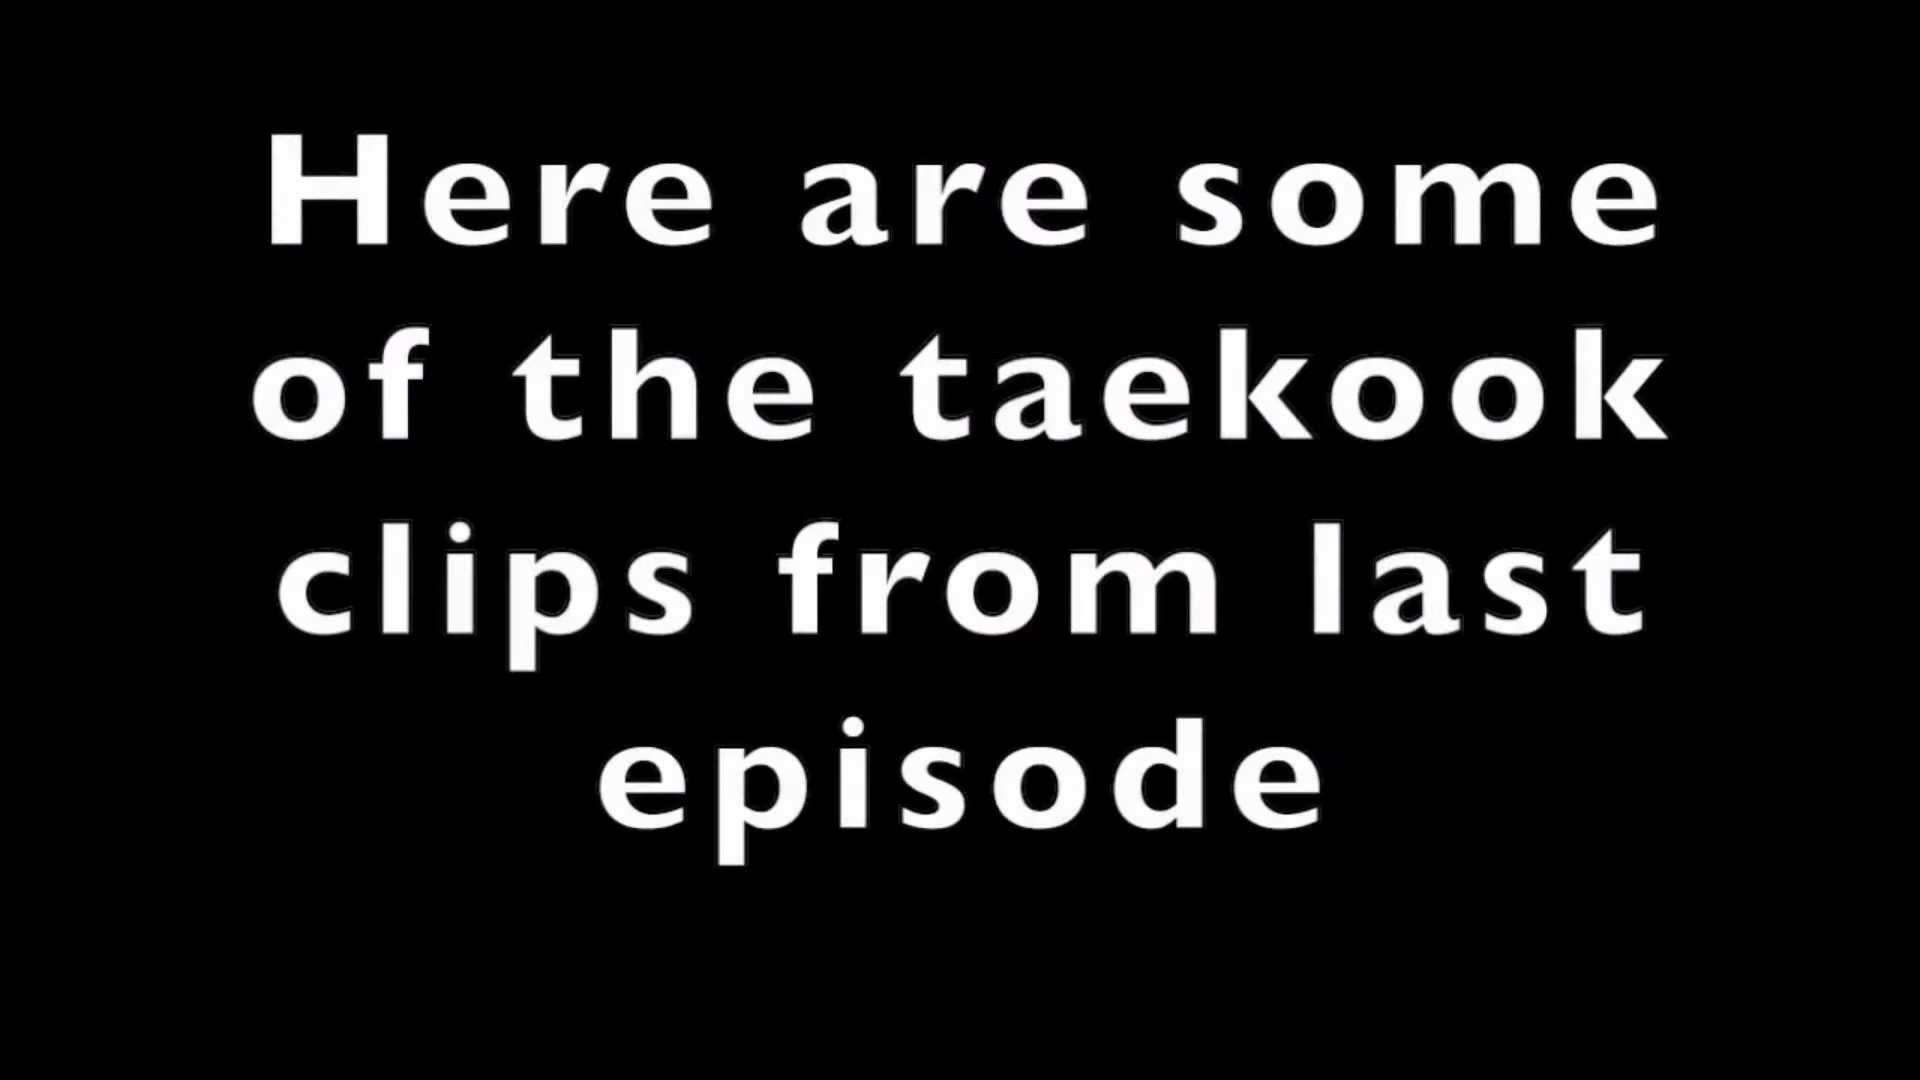 Here are some
of the taekook
clips from last
episode